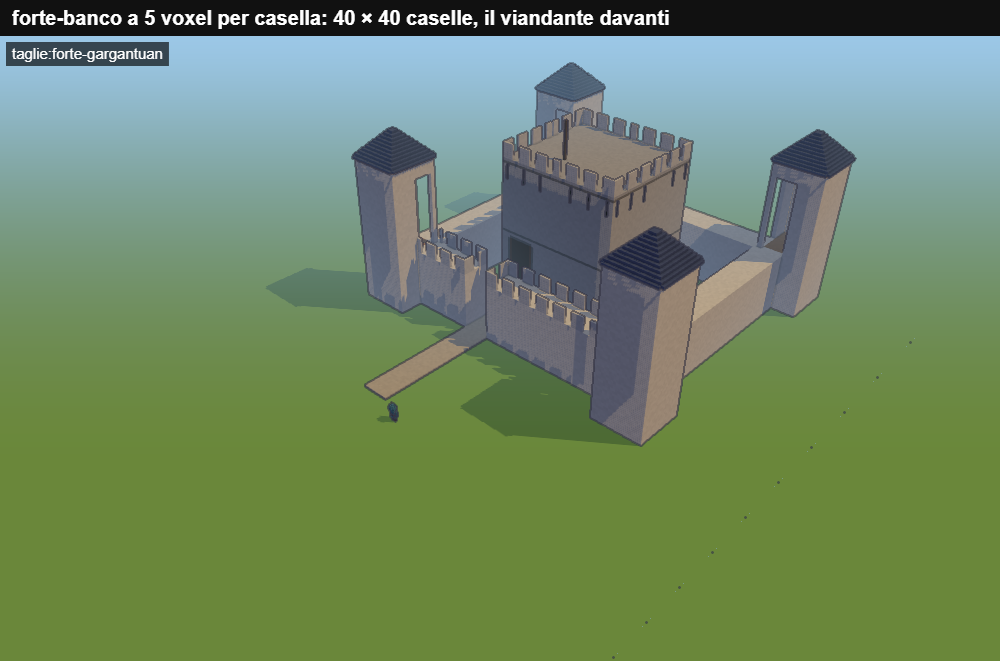 forte-banco a 5 voxel per casella: 40 × 40 caselle, il viandante davanti
taglie:forte-gargantuan